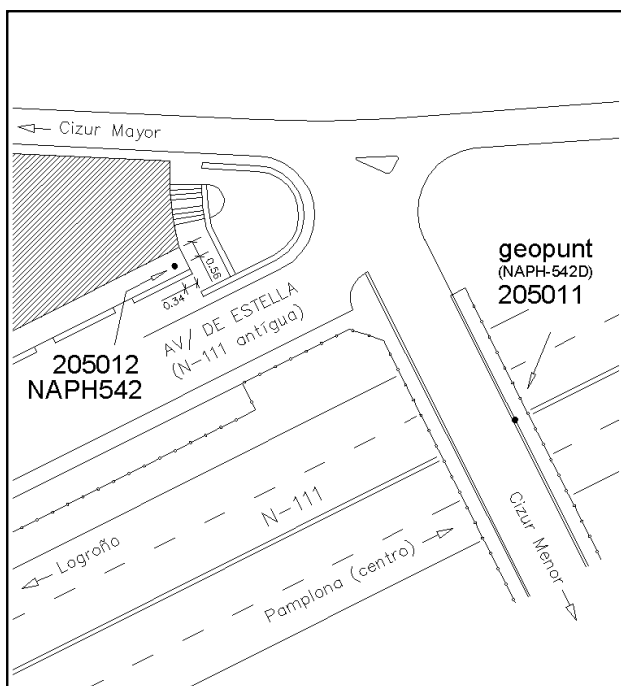 Cizur Mayor
geopunt
(NAPH-542D)
205011
0.56
0.34
AV/ DE ESTELLA
(N-111 antígua)
205012
NAPH542
N-111
Logroño
Pamplona (centro)
Cizur Menor